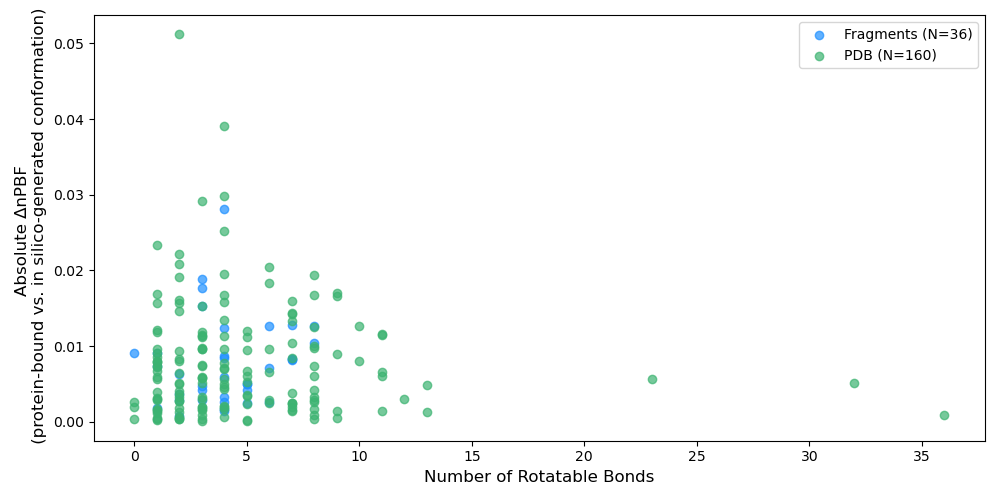 Absolute ΔnPBF
(protein-bound vs. in silico-generated conformation)
0.05
0.04
0.03
0.02
0.01
0.00
Fragments (N=36)
PDB (N=160)
0 5 10 15 20 25 30 35
Number of Rotatable Bonds